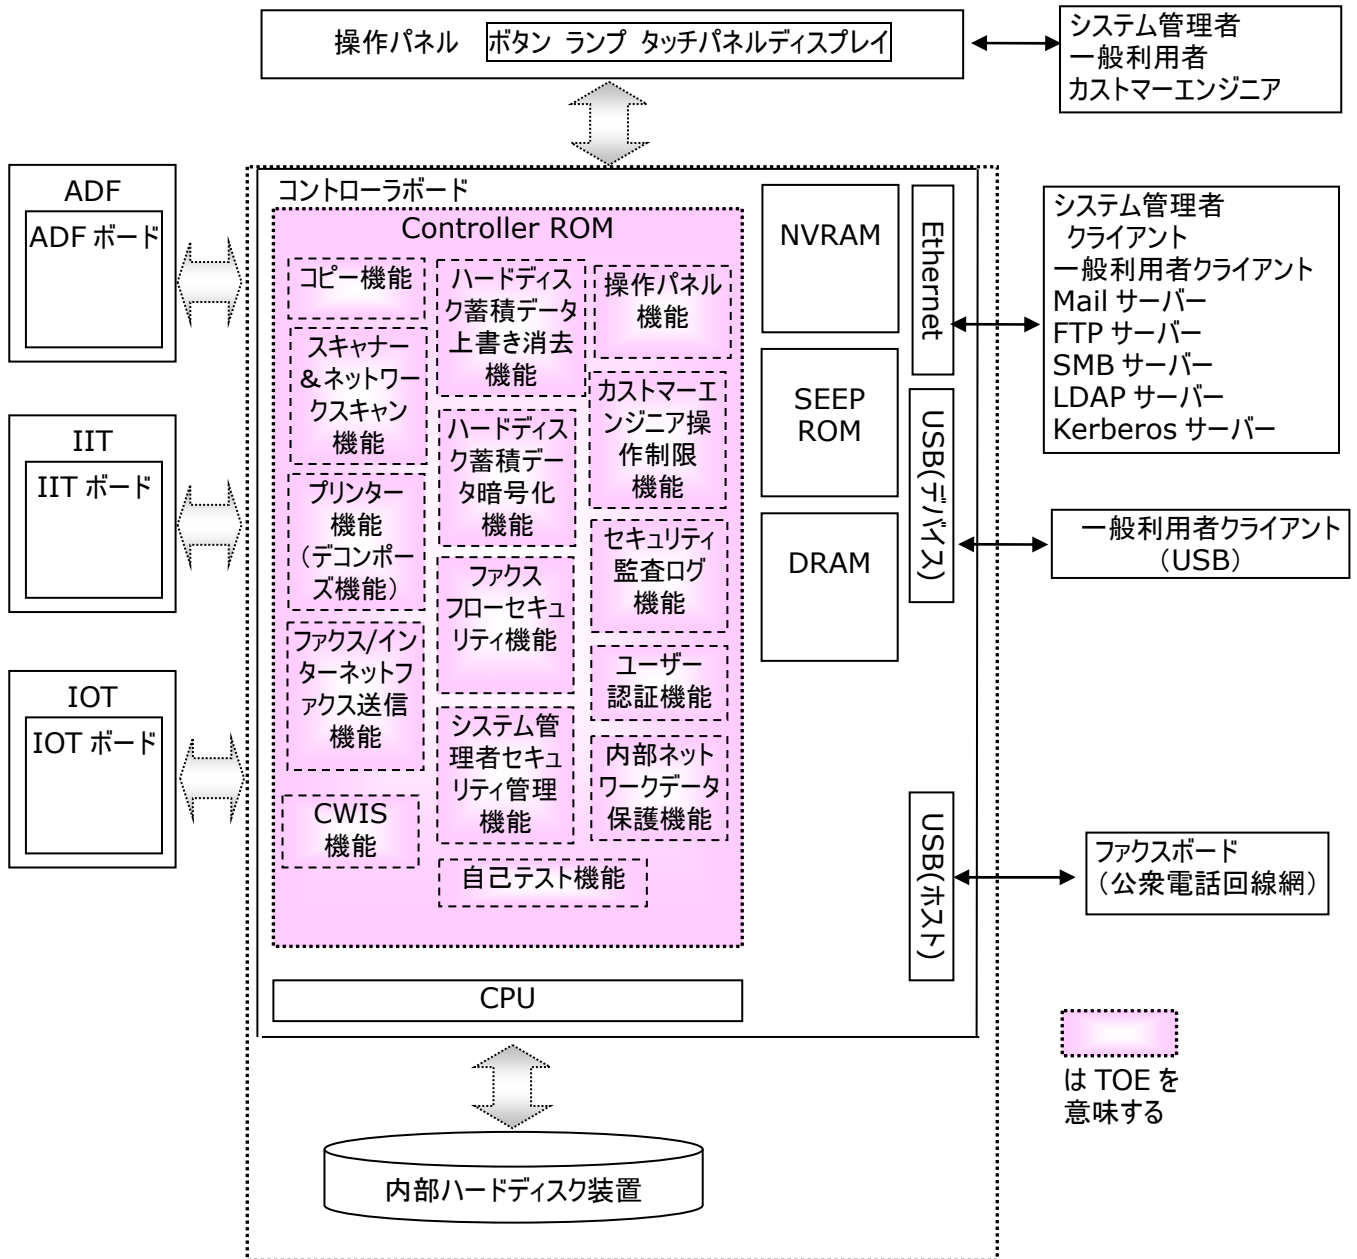 操作パネル ボタン ランプ タッチパネルディスプレイ
システム管理者
一般利用者
カストマーエンジニア
ADF
ADF ボード
IIT
IIT ボード
IOT
IOT ボード
コントローラボード
Controller ROM
コピー機能
スキャナー
＆ネットワー
クスキャン
機能
プリンター
機能
（デコンポー
ズ機能）
ファクス/イン
ターネットフ
ァクス送信
機能
CWIS
機能
ハードディス
ク蓄積データ
上書き消去
機能
ハードディス
ク蓄積デー
タ暗号化
機能
ファクス
フローセキュ
リティ機能
システム管
理者セキュ
リティ管理
機能
自己テスト機能
操作パネル
機能
カストマーエ
ンジニア操
作制限
機能
セキュリティ
監査ログ
機能
ユーザー
認証機能
内部ネット
ワークデータ
保護機能
NVRAM
SEEP
ROM
DRAM
Ethernet
USB(デバイス)
USB(ホスト)
CPU
内部ハードディスク装置
システム管理者
クライアント
一般利用者クライアント
Mail サーバー
FTP サーバー
SMB サーバー
LDAP サーバー
Kerberos サーバー
一般利用者クライアント
（USB）
ファクスボード
（公衆電話回線網）
は TOE を
意味する